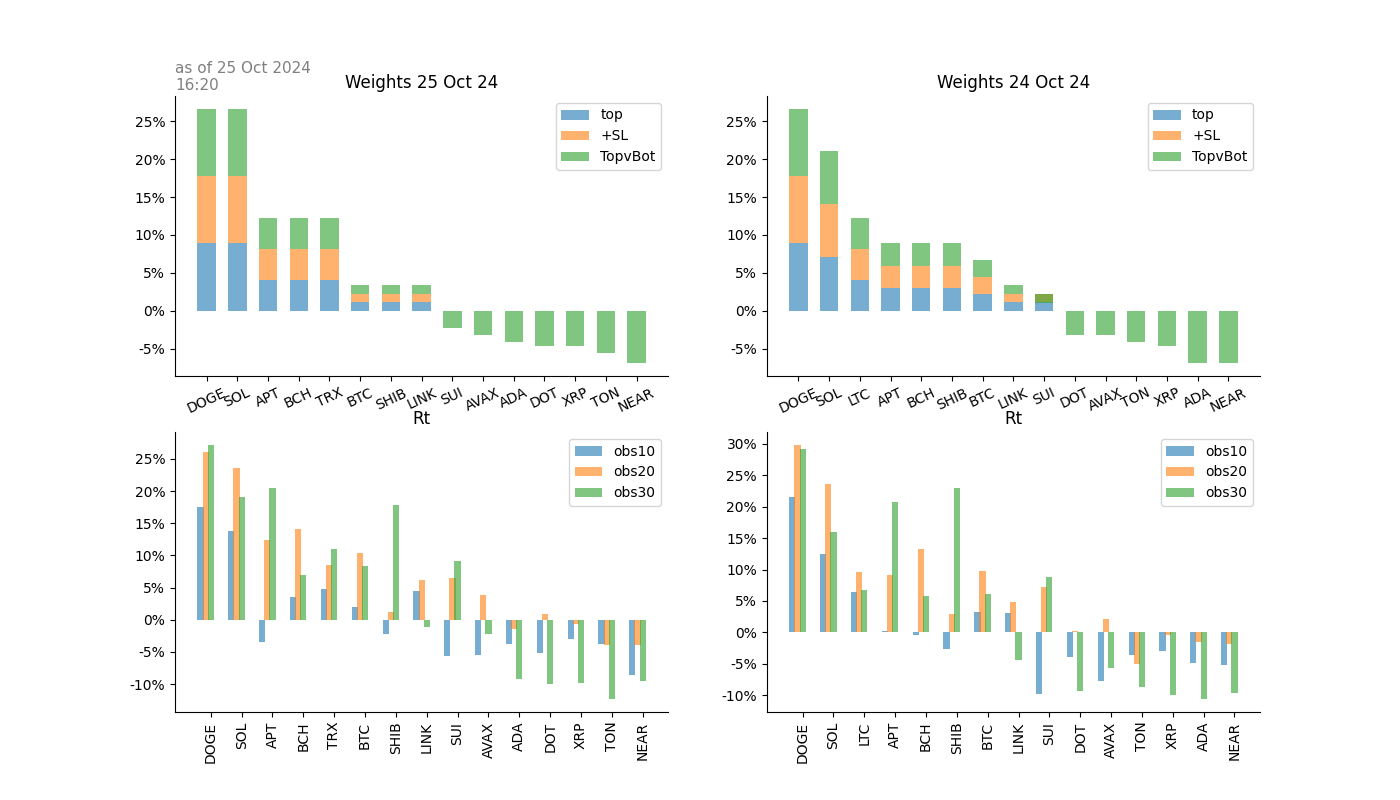 as of 25 Oct 2024
16:20
Weights 25 Oct 24
25%
20%
15%
10%
5%
0%
-5%
top
+SL
TopvBot
DOGE SOL APT BCH TRX BTC SHIB LINK SUI AVAX ADA DOT XRP TON NEAR
Weights 24 Oct 24
25%
20%
15%
10%
5%
0%
-5%
top
+SL
TopvBot
DOGE SOL LTC APT BCH SHIB BTC LINK SUI DOT AVAX TON XRP ADA NEAR
Rt
25%
20%
15%
10%
5%
0%
-5%
-10%
obs10
obs20
obs30
DOGE SOL APT BCH TRX BTC SHIB LINK SUI AVAX ADA DOT XRP TON NEAR
Rt
30%
25%
20%
15%
10%
5%
0%
-5%
-10%
obs10
obs20
obs30
DOGE SOL LTC APT BCH SHIB BTC LINK SUI DOT AVAX TON XRP ADA NEAR